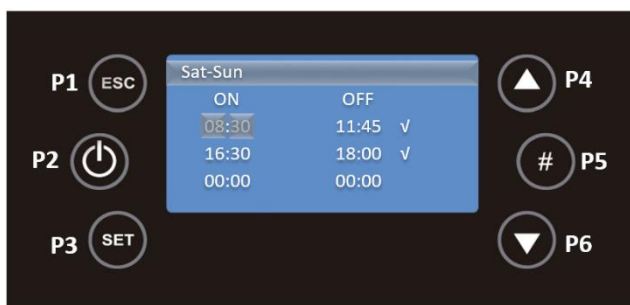 P1 ESC
P2
P3 SET
Sat-Sun
ON OFF
08:30 11:45 √
16:30 18:00 √
00:00 00:00
P4
# P5
P6